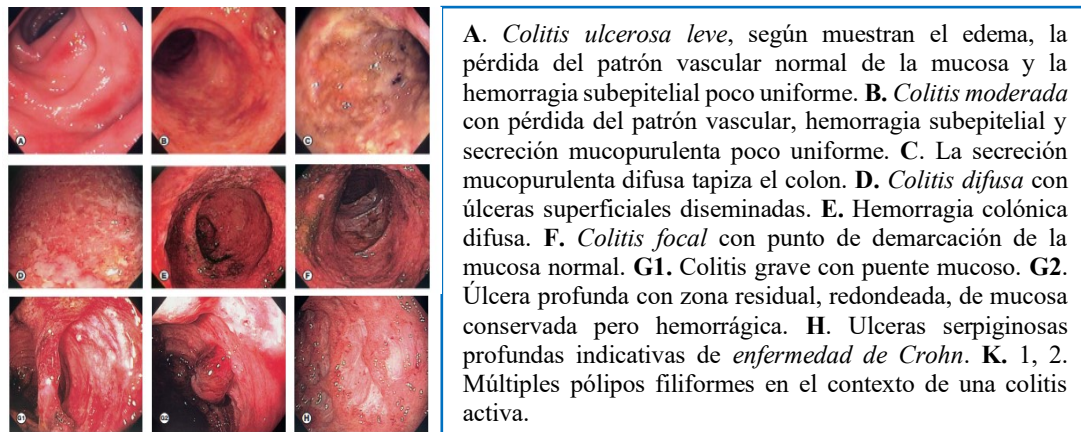 A
B
C
D
E
F
G1
G2
H
A. Colitis ulcerosa leve, según muestran el edema, la
pérdida del patrón vascular normal de la mucosa y la
hemorragia subepitelial poco uniforme. B. Colitis moderada
con pérdida del patrón vascular, hemorragia subepitelial y
secreción mucopurulenta poco uniforme. C. La secreción
mucopurulenta difusa tapiza el colon. D. Colitis difusa con
úlceras superficiales diseminadas. E. Hemorragia colónica
difusa. F. Colitis focal con punto de demarcación de la
mucosa normal. G1. Colitis grave con puente mucoso. G2.
Úlcera profunda con zona residual, redondeada, de mucosa
conservada pero hemorrágica. H. Ulceras serpiginosas
profundas indicativas de enfermedad de Crohn. K. 1, 2.
Múltiples pólipos filiformes en el contexto de una colitis
activa.